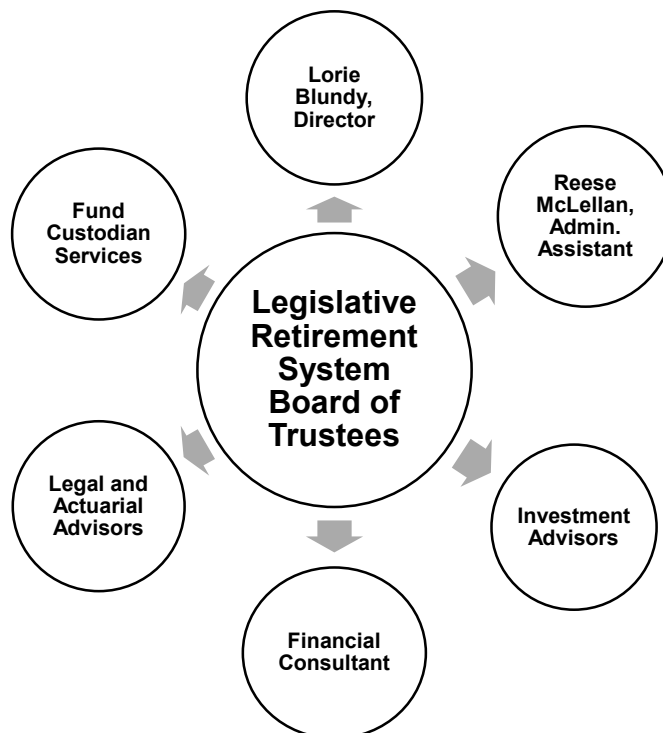 Lorie
Blundy,
Director
Reese
McLellan,
Admin.
Assistant
Fund
Custodian
Services
Legislative
Retirement
System
Board of
Trustees
Legal and
Actuarial
Advisors
Investment
Advisors
Financial
Consultant